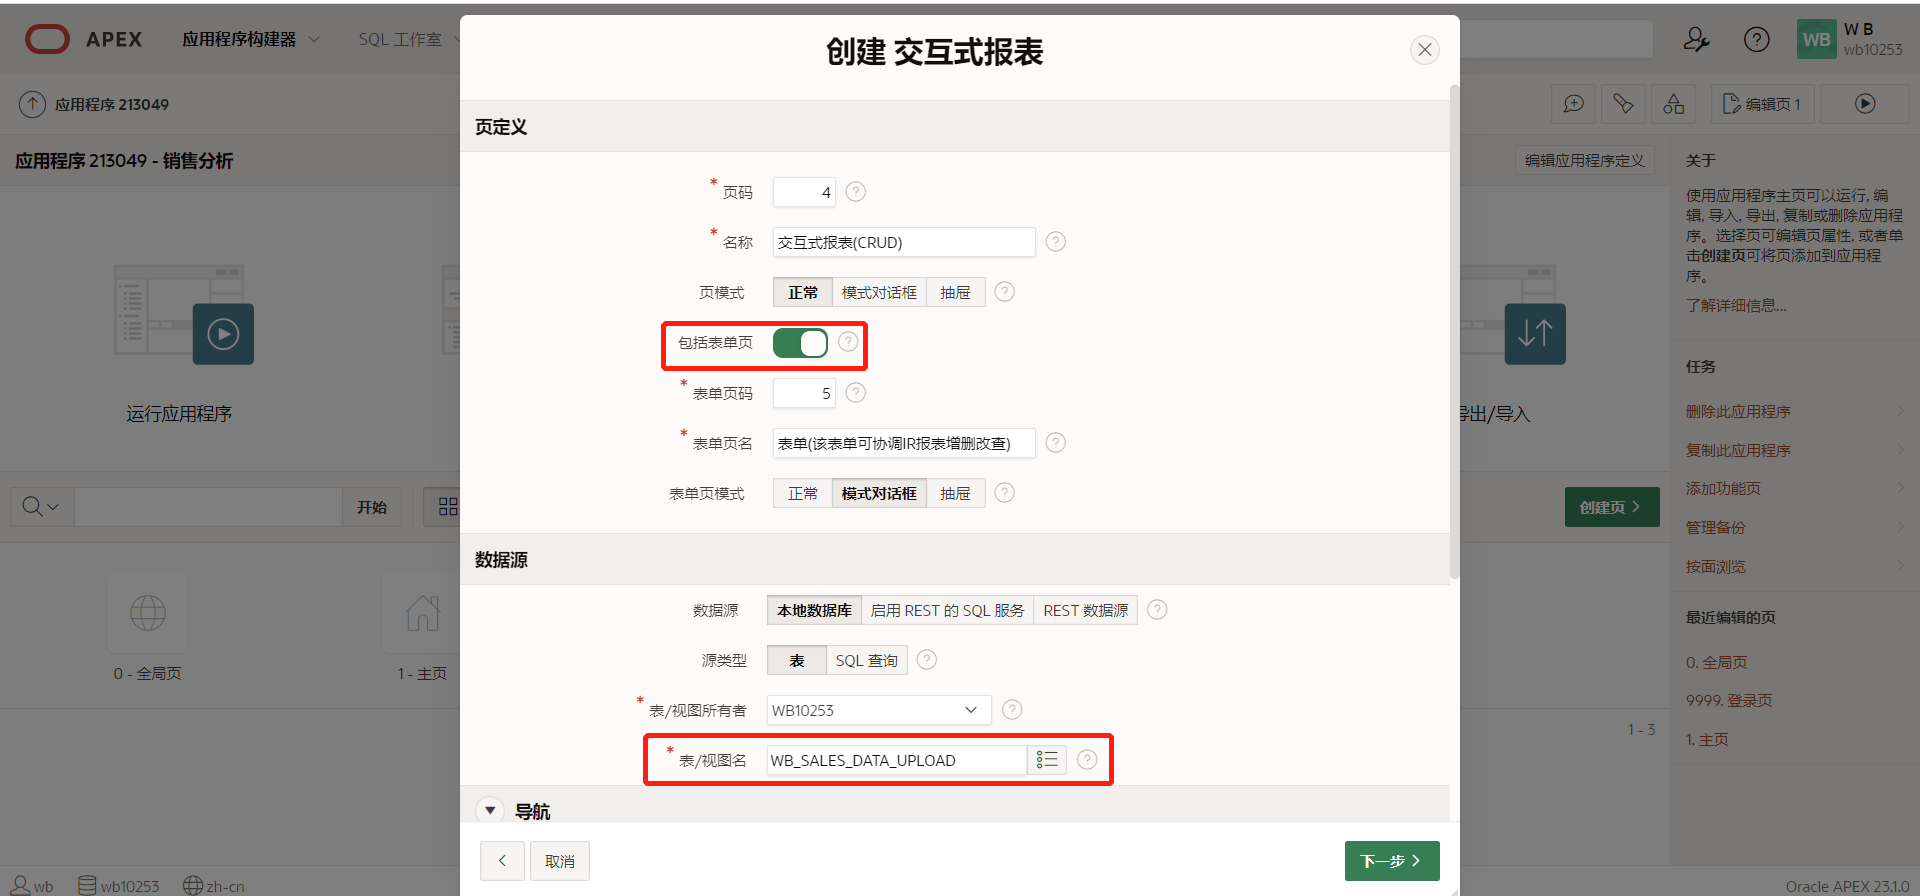 APEX
应用程序构建器
SQL 工作室
W B
WB
wb10253
应用程序 213049
编辑页 1
应用程序 213049 - 销售分析
编辑应用程序定义
运行应用程序
导出/导入
开始
创建页
0 - 全局页
1 - 主页
1 - 3
创建 交互式报表
页定义
* 页码
4
* 名称
交互式报表(CRUD)
页模式
正常
模式对话框
抽屉
包括表单页
* 表单页码
5
* 表单页名
表单(该表单可协调IR报表增删改查)
表单页模式
正常
模式对话框
抽屉
数据源
数据源
本地数据库
启用 REST 的 SQL 服务
REST 数据源
源类型
表
SQL 查询
* 表/视图所有者
WB10253
* 表/视图名
WB_SALES_DATA_UPLOAD
导航
取消
下一步
关于
使用应用程序主页可以运行, 编
辑, 导入, 导出, 复制或删除应用程
序。选择页可编辑页属性, 或者单
击创建页可将页添加到应用程
序。
了解详细信息...
任务
删除此应用程序
复制此应用程序
添加功能页
管理备份
按面浏览
最近编辑的页
0. 全局页
9999. 登录页
1. 主页
wb
wb10253
zh-cn
Oracle APEX 23.1.0